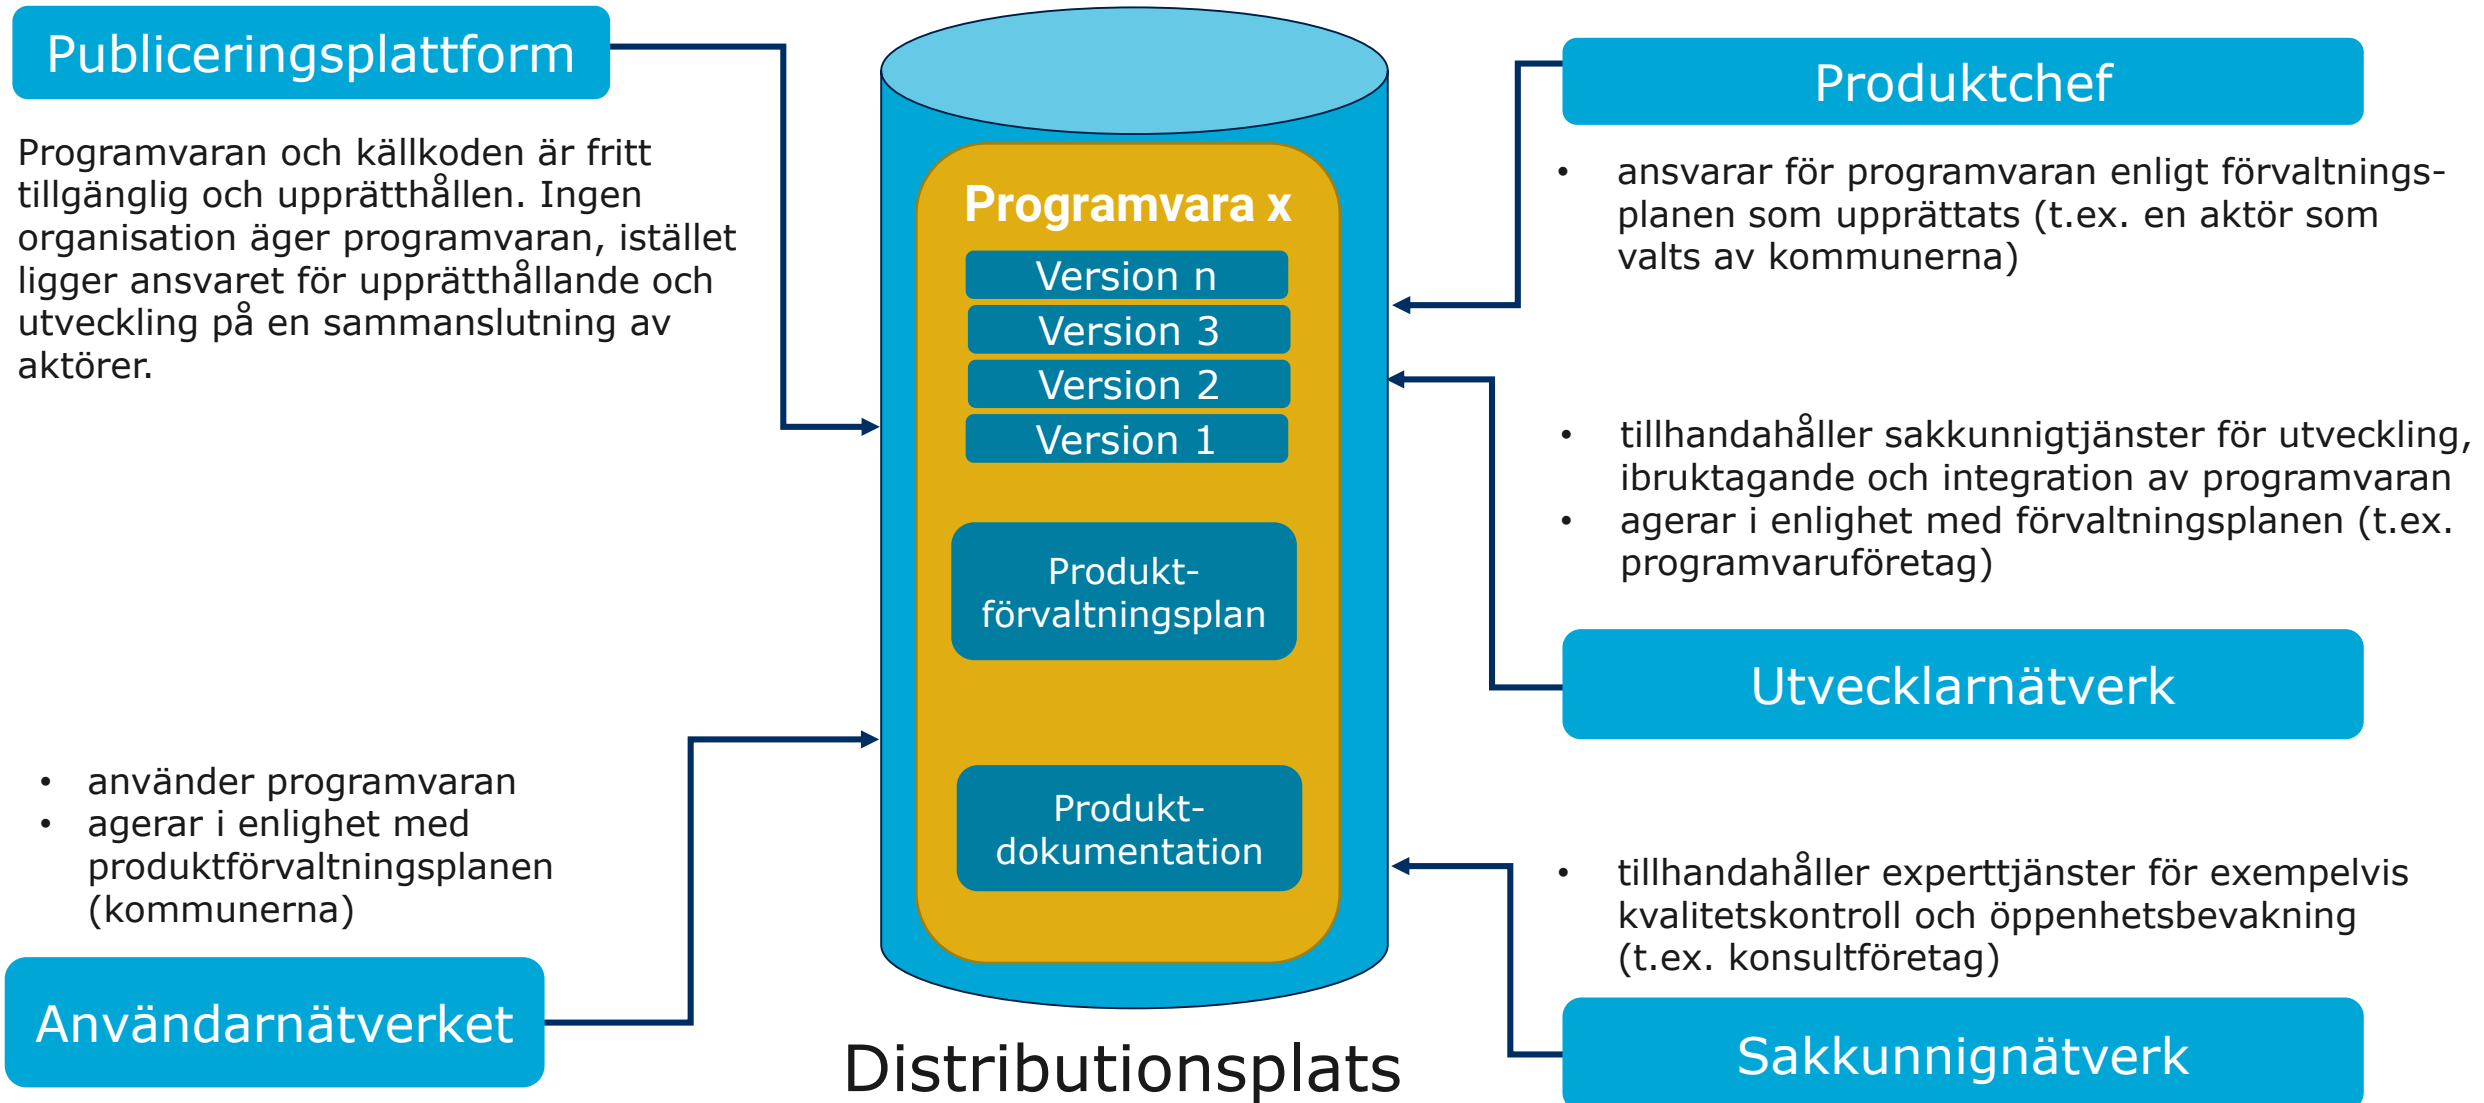 Publiceringsplattform
Programvaran och källkoden är fritt
tillgänglig och upprätthållen. Ingen
organisation äger programvaran, istället
ligger ansvaret för upprätthållande och
utveckling på en sammanslutning av
aktörer.
• använder programvaran
• agerar i enlighet med
produktförvaltningsplanen
(kommunerna)
Användarnätverket
Programvara x
Version n
Version 3
Version 2
Version 1
Produkt-
förvaltningsplan
Produkt-
dokumentation
Distributionsplats
Produktchef
• ansvarar för programvaran enligt förvaltnings-
planen som upprättats (t.ex. en aktör som
valts av kommunerna)
• tillhandahåller sakkunnigtjänster för utveckling,
ibruktagande och integration av programvaran
• agerar i enlighet med förvaltningsplanen (t.ex.
programvaruföretag)
Utvecklarnätverk
• tillhandahåller experttjänster för exempelvis
kvalitetskontroll och öppenhetsbevakning
(t.ex. konsultföretag)
Sakkunnignätverk